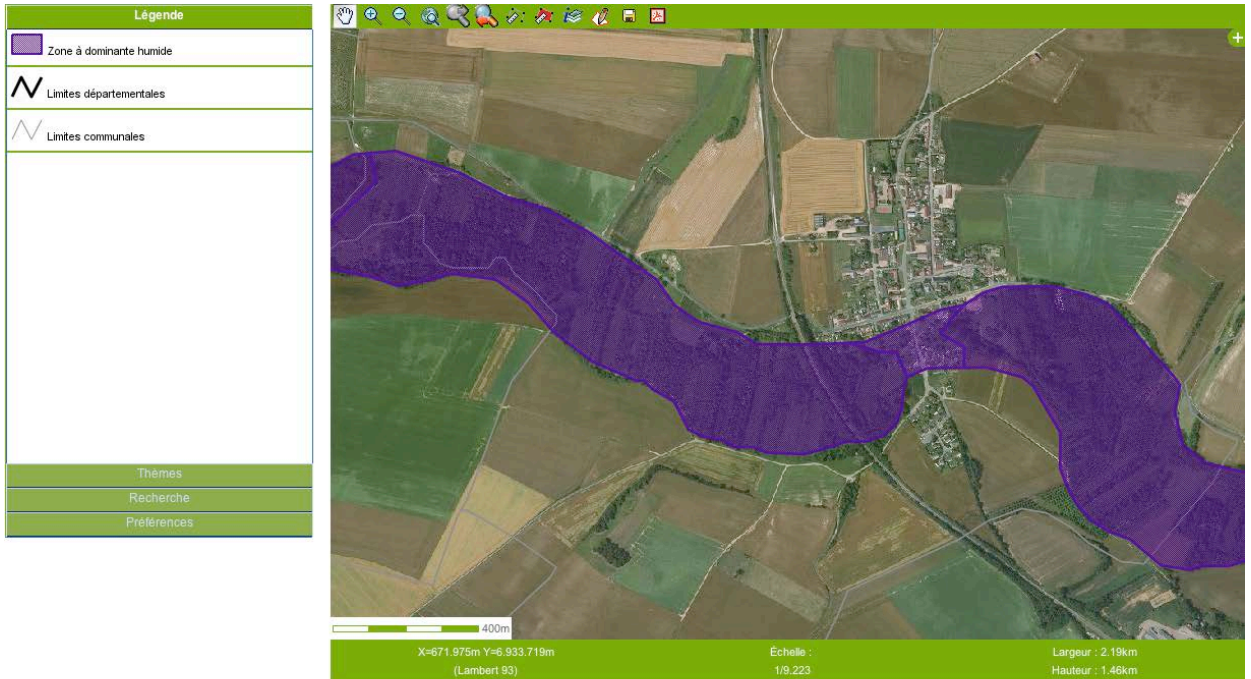 Légende
Zone à dominante humide
Limites départementales
Limites communales
Thèmes
Recherche
Préférences
400m
X=671.975m Y=6.933.719m
(Lambert 93)
Échelle :
1/9.223
Largeur : 2.19km
Hauteur : 1.46km